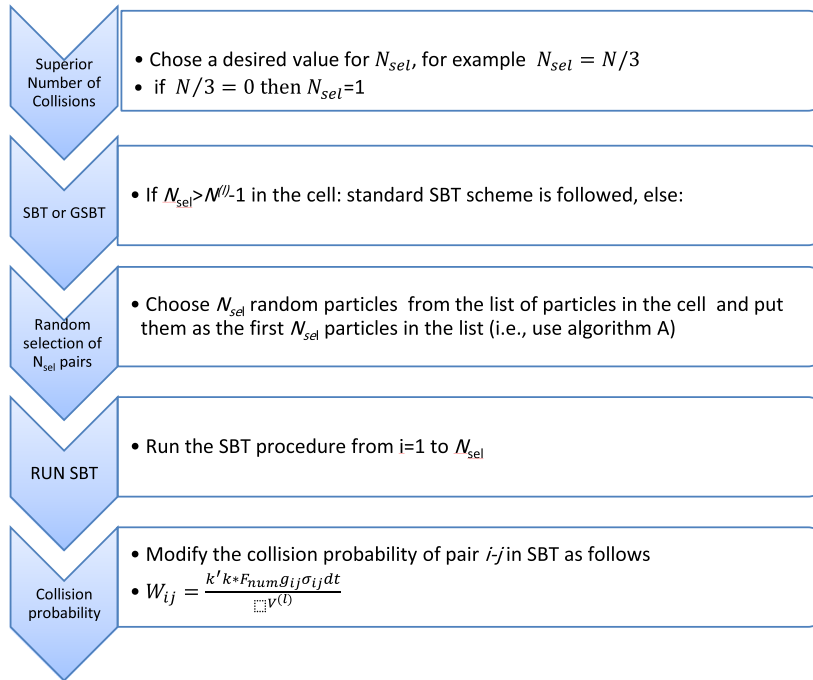 Superior
Number of
Collisions
• Chose a desired value for N_sel, for example N_sel = N/3
• if N/3 = 0 then N_sel=1
SBT or GSBT
• If N_sel>N^(l)-1 in the cell: standard SBT scheme is followed, else:
Random
selection of
N_sel pairs
• Choose N_sel random particles from the list of particles in the cell and put
them as the first N_sel particles in the list (i.e., use algorithm A)
RUN SBT
• Run the SBT procedure from i=1 to N_sel
Collision
probability
• Modify the collision probability of pair i-j in SBT as follows
• W_ij = k′k∗F_num g_ij σ_ij dt / V^(l)